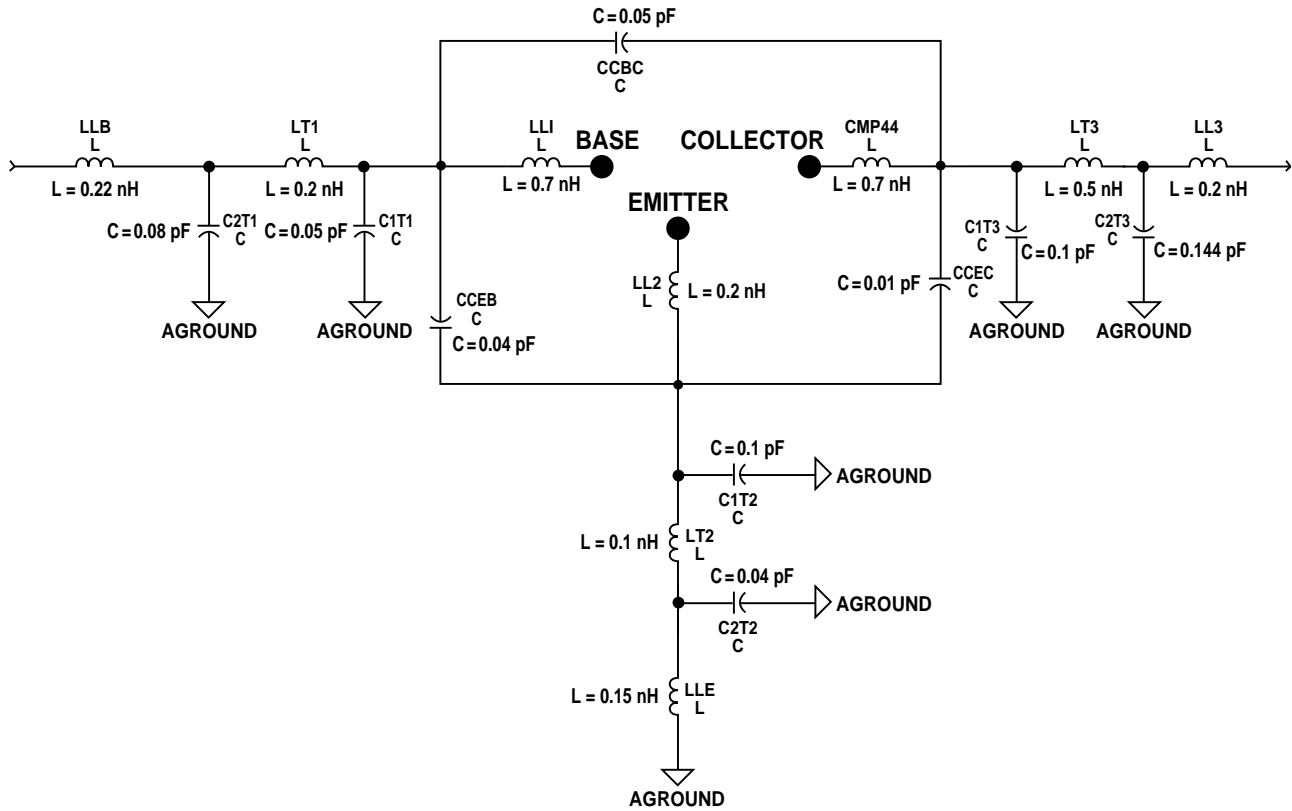 C = 0.05 pF
CCBC
C
LLB
L
L = 0.22 nH
LT1
L
L = 0.2 nH
LLI
L
L = 0.7 nH
BASE
COLLECTOR
CMP44
L
L = 0.7 nH
LT3
L
L = 0.5 nH
LL3
L
L = 0.2 nH
EMITTER
C = 0.08 pF
C2T1
C
C = 0.05 pF
C1T1
C
C1T3
C
C = 0.1 pF
C2T3
C
C = 0.144 pF
LL2
L
L = 0.2 nH
C = 0.01 pF
CCEC
C
CCEB
C
C = 0.04 pF
AGROUND
AGROUND
AGROUND
AGROUND
C = 0.1 pF
C1T2
C
AGROUND
L = 0.1 nH
LT2
L
C = 0.04 pF
C2T2
C
AGROUND
L = 0.15 nH
LLE
L
AGROUND